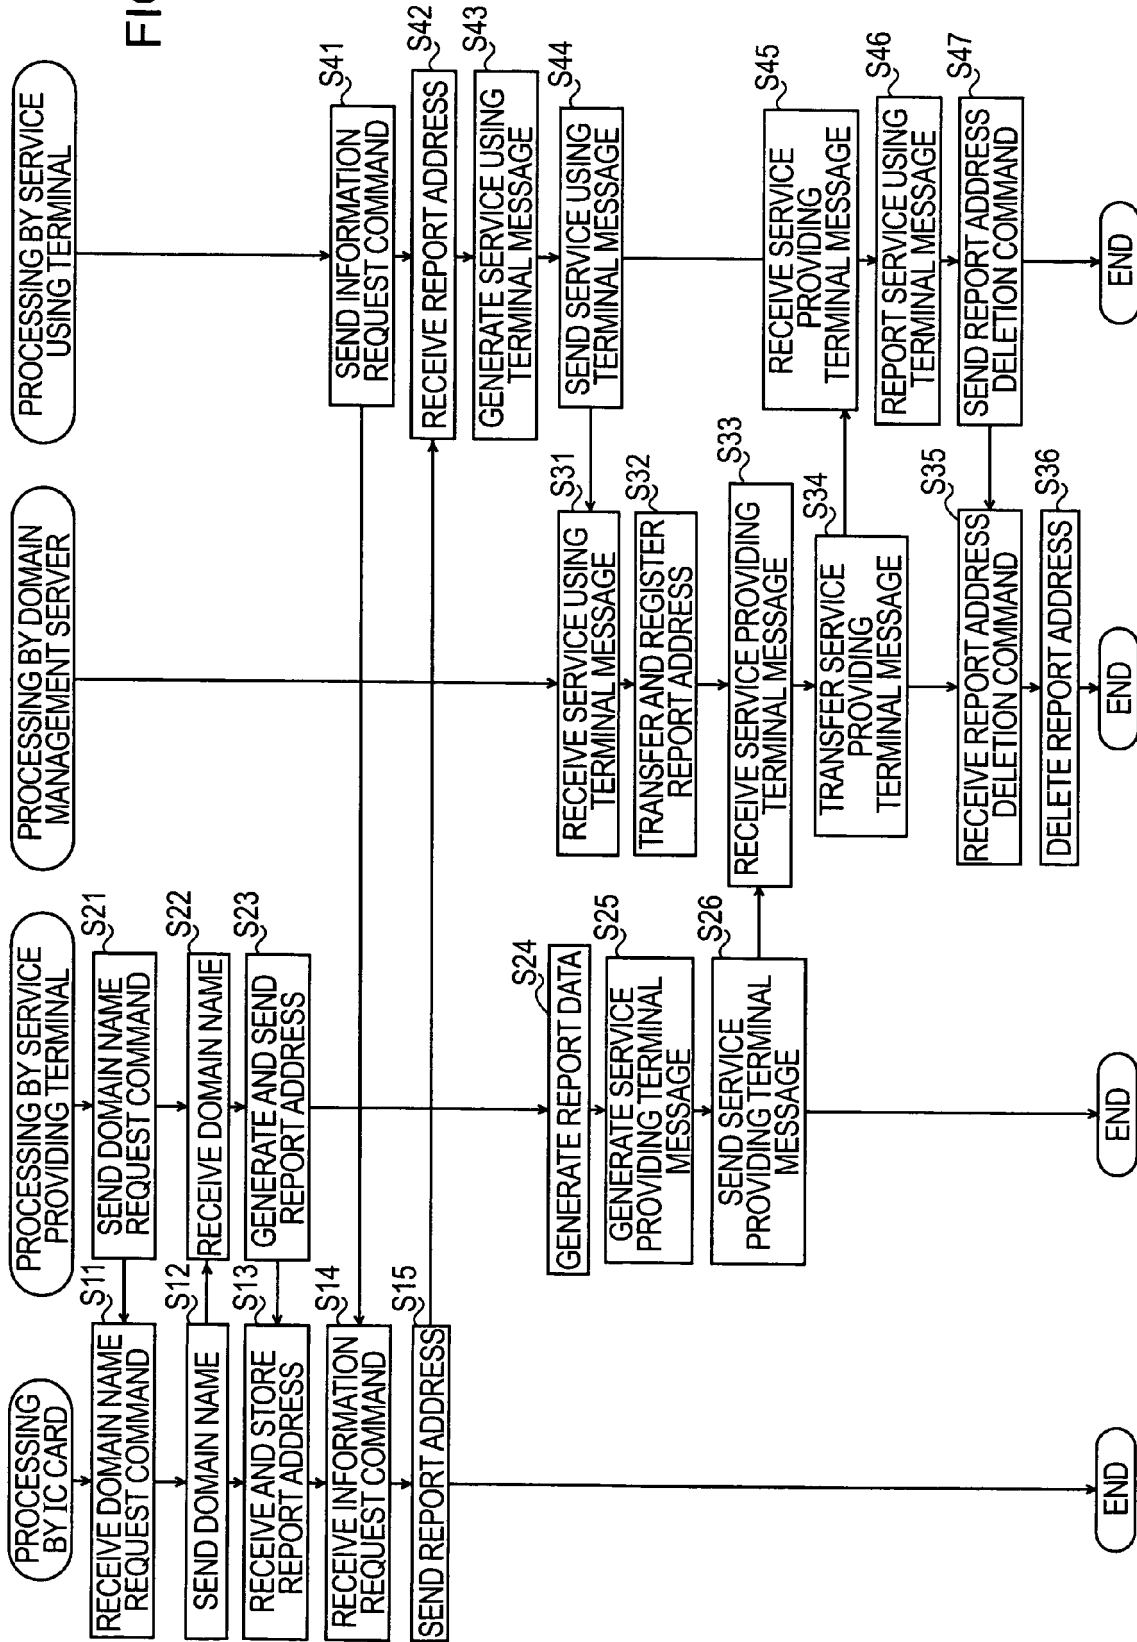 FIG
PROCESSING
BY IC CARD
S11
RECEIVE DOMAIN NAME
REQUEST COMMAND
S12
SEND DOMAIN NAME
S13
RECEIVE AND STORE
REPORT ADDRESS
S14
RECEIVE INFORMATION
REQUEST COMMAND
S15
SEND REPORT ADDRESS
END
PROCESSING BY SERVICE
PROVIDING TERMINAL
S21
SEND DOMAIN NAME
REQUEST COMMAND
S22
RECEIVE DOMAIN NAME
S23
GENERATE AND SEND
REPORT ADDRESS
S24
GENERATE REPORT DATA
S25
GENERATE SERVICE
PROVIDING TERMINAL
MESSAGE
S26
SEND SERVICE
PROVIDING TERMINAL
MESSAGE
END
PROCESSING BY DOMAIN
MANAGEMENT SERVER
S31
RECEIVE SERVICE USING
TERMINAL MESSAGE
S32
TRANSFER AND REGISTER
REPORT ADDRESS
S33
RECEIVE SERVICE PROVIDING
TERMINAL MESSAGE
S34
TRANSFER SERVICE
PROVIDING
TERMINAL MESSAGE
S35
RECEIVE REPORT ADDRESS
DELETION COMMAND
S36
DELETE REPORT ADDRESS
END
PROCESSING BY SERVICE
USING TERMINAL
S41
SEND INFORMATION
REQUEST COMMAND
S42
RECEIVE REPORT ADDRESS
S43
GENERATE SERVICE USING
TERMINAL MESSAGE
S44
SEND SERVICE USING
TERMINAL MESSAGE
S45
RECEIVE SERVICE
PROVIDING
TERMINAL MESSAGE
S46
REPORT SERVICE USING
TERMINAL MESSAGE
S47
SEND REPORT ADDRESS
DELETION COMMAND
END